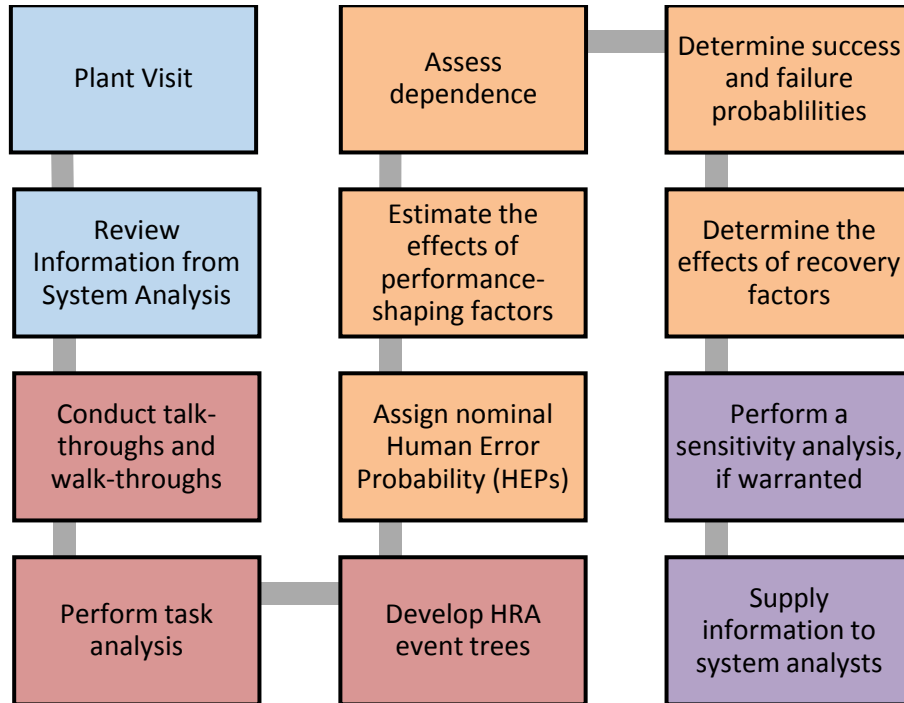 Plant Visit
Review
Information from
System Analysis
Conduct talk-
throughs and
walk-throughs
Perform task
analysis
Develop HRA
event trees
Assign nominal
Human Error
Probability (HEPs)
Estimate the
effects of
performance-
shaping factors
Assess
dependence
Determine success
and failure
probablilities
Determine the
effects of recovery
factors
Perform a
sensitivity analysis,
if warranted
Supply
information to
system analysts